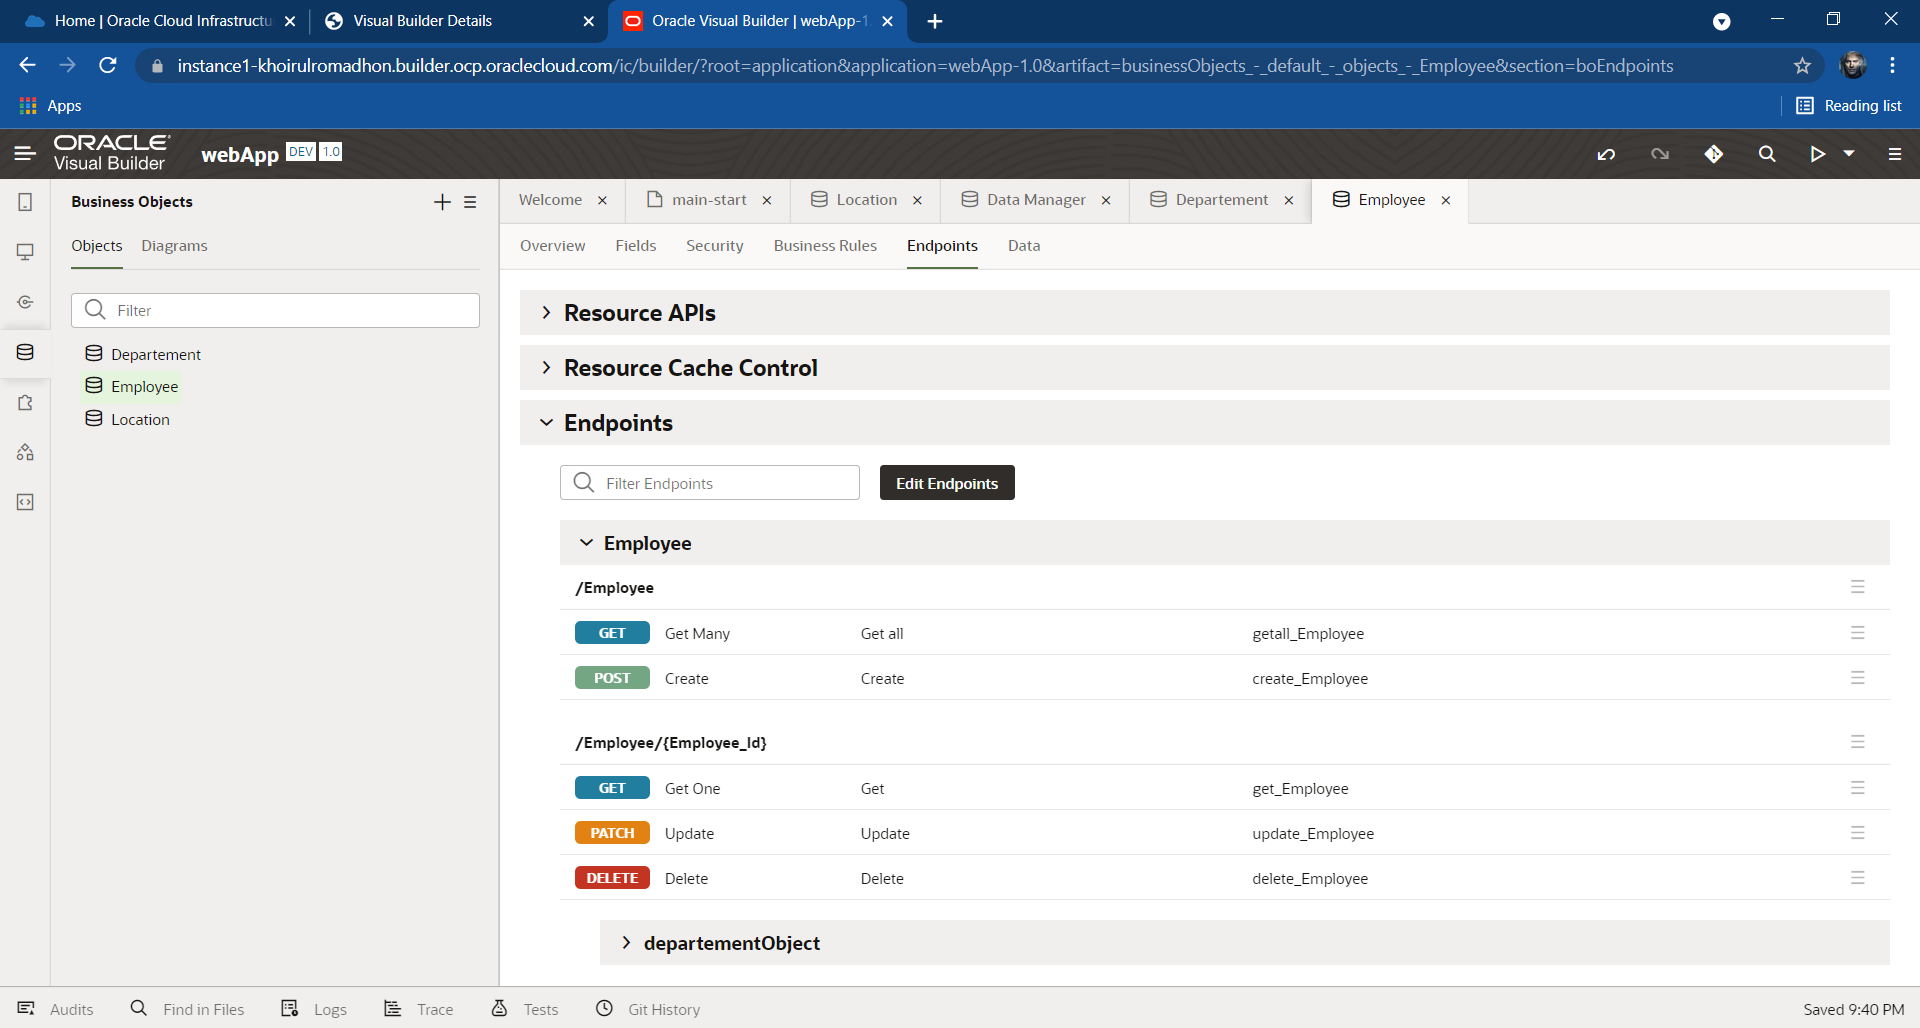 Home | Oracle Cloud Infrastructu
Visual Builder Details
Oracle Visual Builder | webApp-1
instance1-khoirulromadhon.builder.ocp.oraclecloud.com/ic/builder/?root=application&application=webApp-1.0&artifact=businessObjects_-_default_-_objects_-_Employee&section=boEndpoints
Apps
Reading list
ORACLE
Visual Builder
webApp DEV 1.0
Business Objects
Objects Diagrams
Filter
Departement
Employee
Location
Welcome main-start Location Data Manager Departement Employee
Overview Fields Security Business Rules Endpoints Data
Resource APIs
Resource Cache Control
Endpoints
Filter Endpoints Edit Endpoints
Employee
/Employee
GET Get Many Get all getall_Employee
POST Create Create create_Employee
/Employee/{Employee_Id}
GET Get One Get get_Employee
PATCH Update Update update_Employee
DELETE Delete Delete delete_Employee
departementObject
Audits Find in Files Logs Trace Tests Git History Saved 9:40 PM